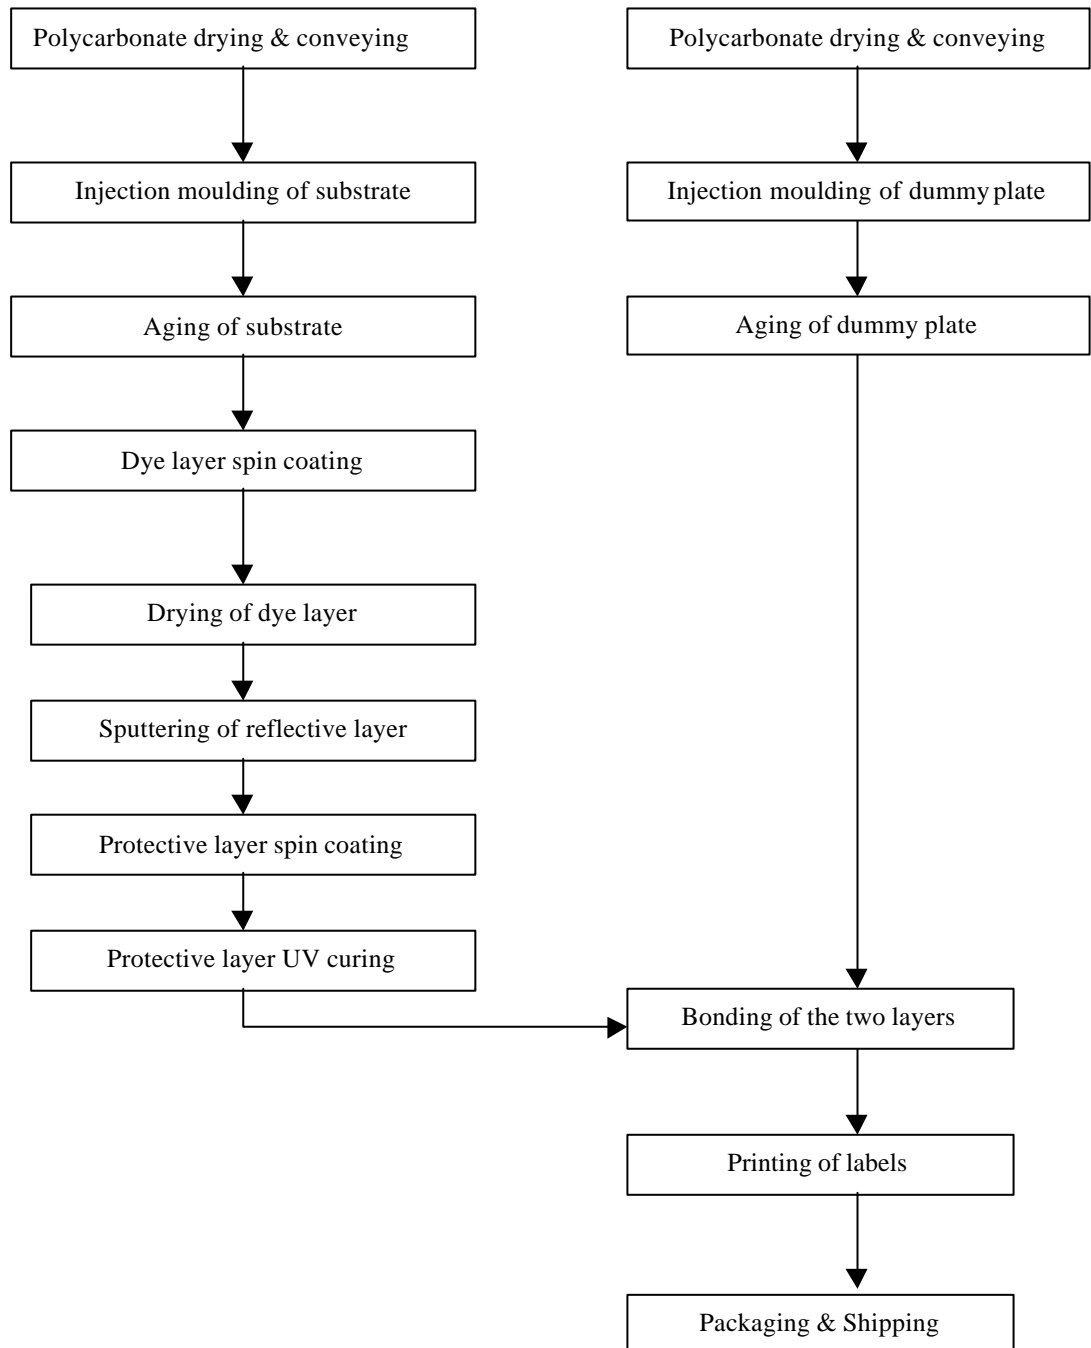 Polycarbonate drying & conveying
Polycarbonate drying & conveying
Injection moulding of substrate
Injection moulding of dummy plate
Aging of substrate
Aging of dummy plate
Dye layer spin coating
Drying of dye layer
Sputtering of reflective layer
Protective layer spin coating
Protective layer UV curing
Bonding of the two layers
Printing of labels
Packaging & Shipping